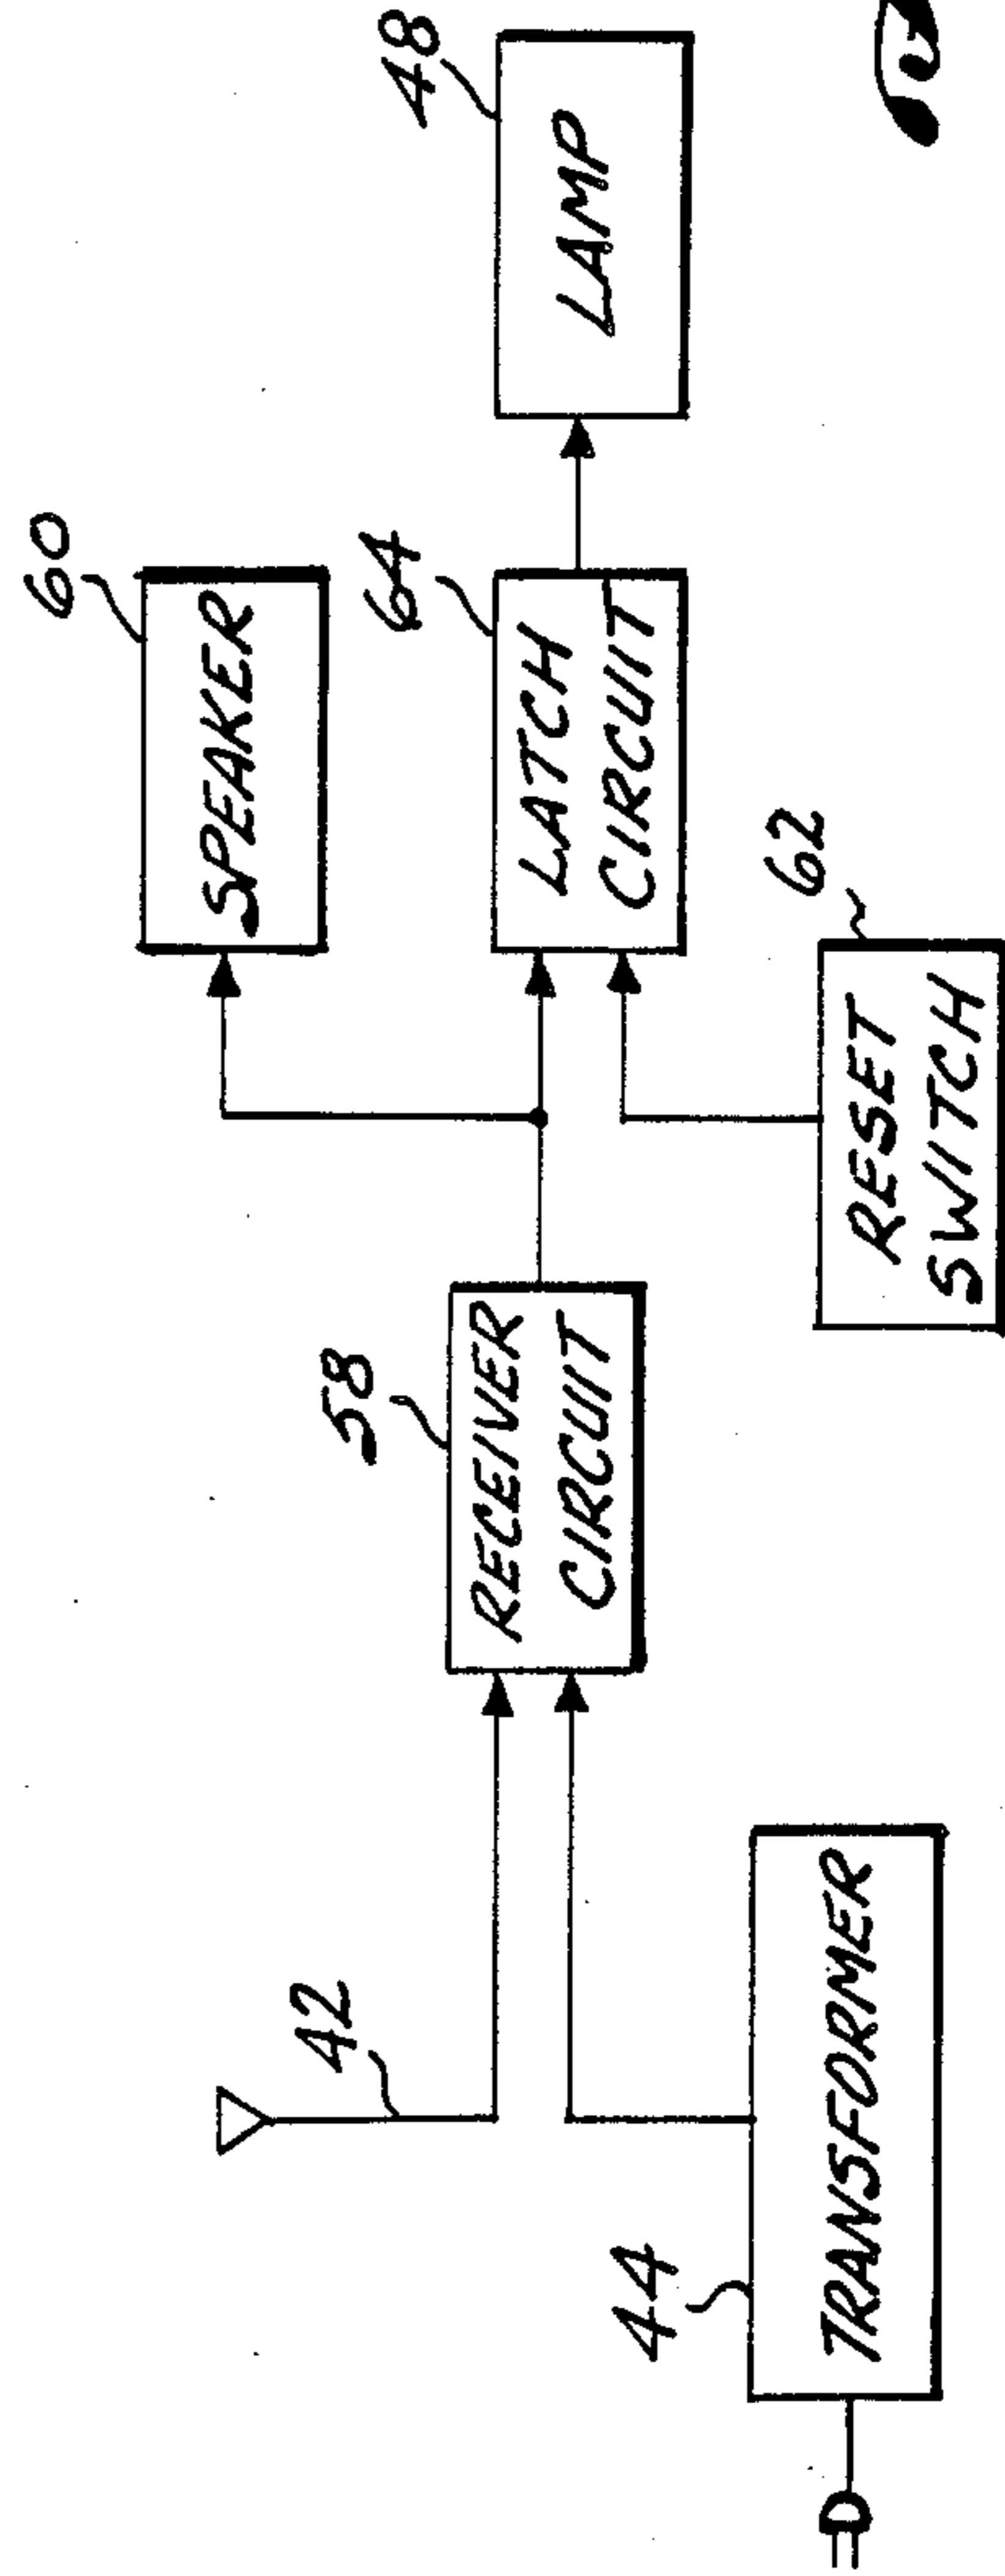 42
44
TRANSFORMER
58
RECEIVER
CIRCUIT
60
SPEAKER
64
LATCH
CIRCUIT
62
RESET
SWITCH
48
LAMP